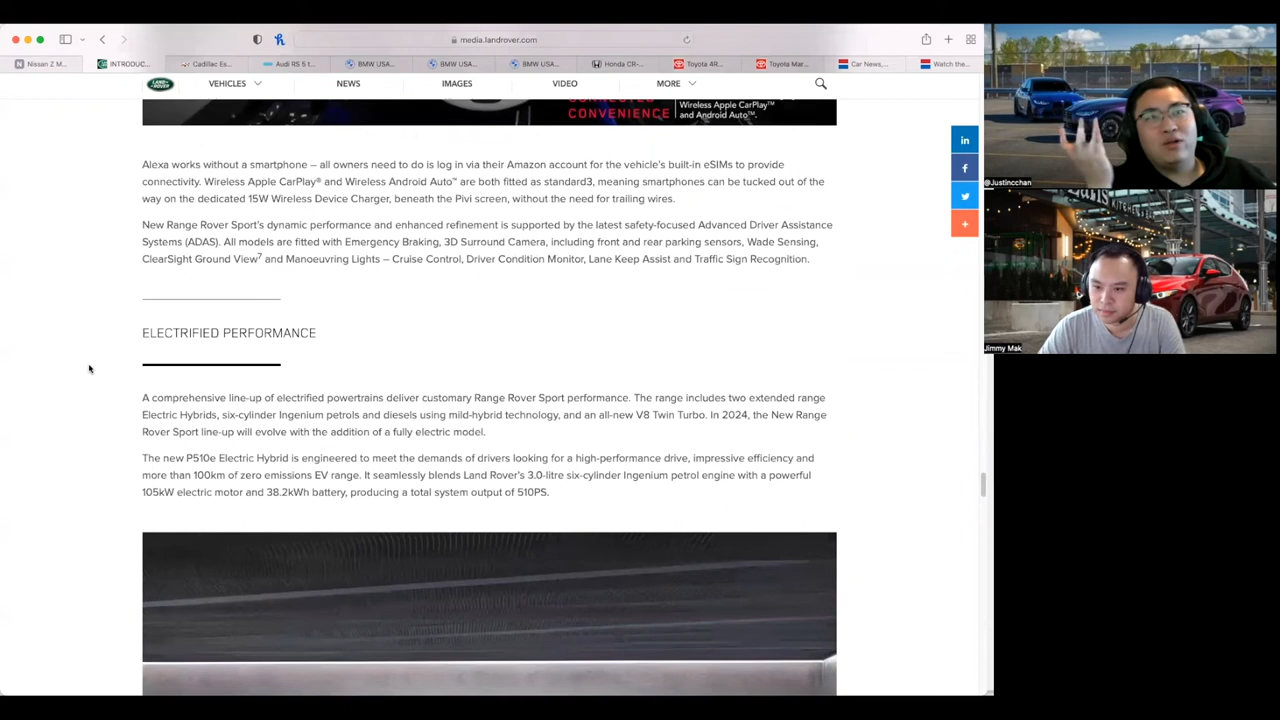 media.landrover.com
Nissan Z M...
INTRODUC...
Cadillac Es...
Audi RS 5 t...
BMW USA...
BMW USA...
BMW USA...
Honda CR-...
Toyota 4R...
Toyota Mar...
Car News,...
Watch the...
LAND-
ROVER
VEHICLES
NEWS
IMAGES
VIDEO
MORE
CONNECTED
CONVENIENCE
Wireless Apple CarPlay™
and Android Auto™.
Alexa works without a smartphone – all owners need to do is log in via their Amazon account for the vehicle's built-in eSIMs to provide
connectivity. Wireless Apple CarPlay® and Wireless Android Auto™ are both fitted as standard3, meaning smartphones can be tucked out of the
way on the dedicated 15W Wireless Device Charger, beneath the Pivi screen, without the need for trailing wires.
New Range Rover Sport's dynamic performance and enhanced refinement is supported by the latest safety-focused Advanced Driver Assistance
Systems (ADAS). All models are fitted with Emergency Braking, 3D Surround Camera, including front and rear parking sensors, Wade Sensing,
ClearSight Ground View7 and Manoeuvring Lights – Cruise Control, Driver Condition Monitor, Lane Keep Assist and Traffic Sign Recognition.
ELECTRIFIED PERFORMANCE
A comprehensive line-up of electrified powertrains deliver customary Range Rover Sport performance. The range includes two extended range
Electric Hybrids, six-cylinder Ingenium petrols and diesels using mild-hybrid technology, and an all-new V8 Twin Turbo. In 2024, the New Range
Rover Sport line-up will evolve with the addition of a fully electric model.
The new P510e Electric Hybrid is engineered to meet the demands of drivers looking for a high-performance drive, impressive efficiency and
more than 100km of zero emissions EV range. It seamlessly blends Land Rover's 3.0-litre six-cylinder Ingenium petrol engine with a powerful
105kW electric motor and 38.2kWh battery, producing a total system output of 510PS.
@Justincchan
KITCHEN
Jimmy Mak